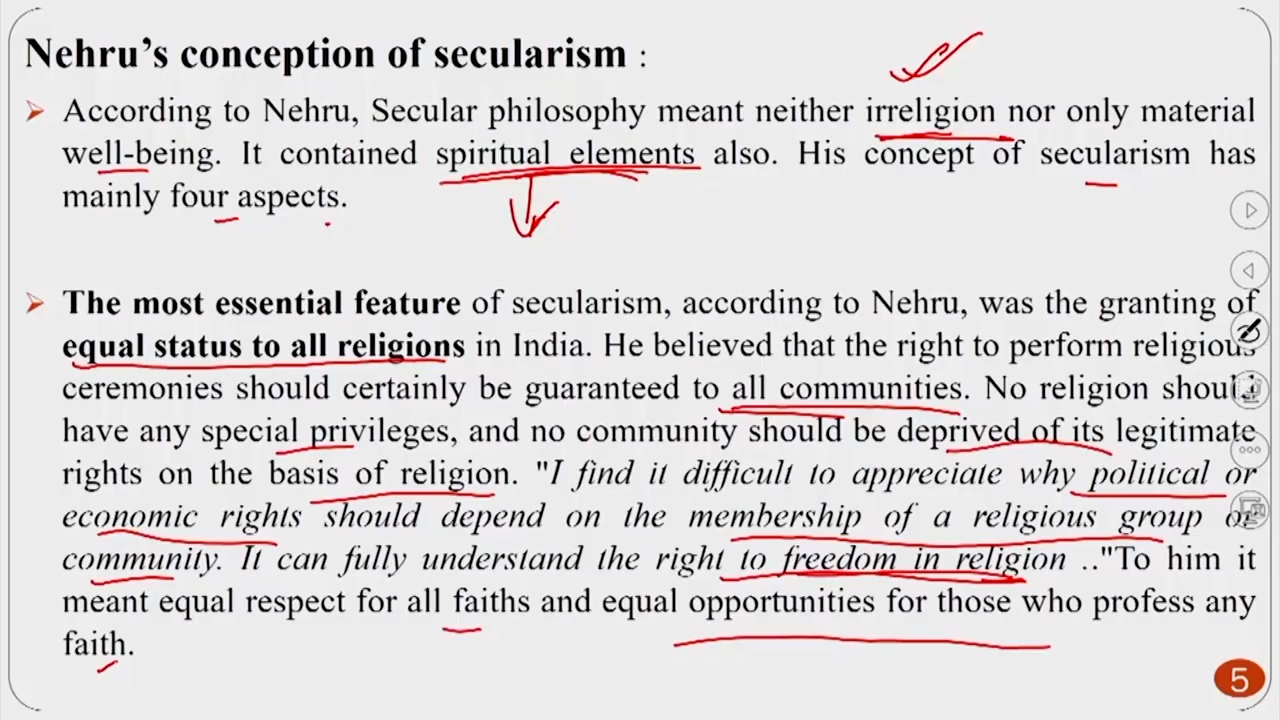 Nehru's conception of secularism :
➤ According to Nehru, Secular philosophy meant neither irreligion nor only material
well-being. It contained spiritual elements also. His concept of secularism has
mainly four aspects.
➤ The most essential feature of secularism, according to Nehru, was the granting of
equal status to all religions in India. He believed that the right to perform religious
ceremonies should certainly be guaranteed to all communities. No religion should
have any special privileges, and no community should be deprived of its legitimate
rights on the basis of religion. "I find it difficult to appreciate why political or
economic rights should depend on the membership of a religious group or
community. It can fully understand the right to freedom in religion .."To him it
meant equal respect for all faiths and equal opportunities for those who profess any
faith.
5